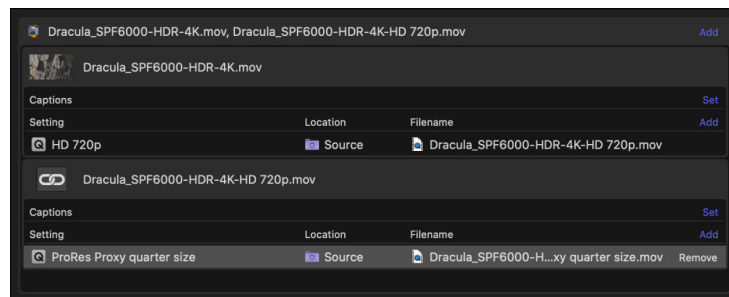 Dracula_SPF6000-HDR-4K.mov, Dracula_SPF6000-HDR-4K-HD 720p.mov Add
Dracula_SPF6000-HDR-4K.mov
Captions Set
Setting Location Filename Add
HD 720p Source Dracula_SPF6000-HDR-4K-HD 720p.mov
Dracula_SPF6000-HDR-4K-HD 720p.mov
Captions Set
Setting Location Filename Add
ProRes Proxy quarter size Source Dracula_SPF6000-H...xy quarter size.mov Remove